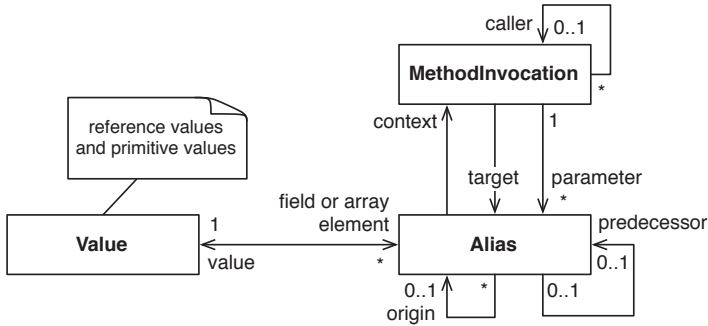 caller
0..1
MethodInvocation
*
reference values
and primitive values
context
1
target
parameter
*
field or array
element
predecessor
1
Value
value
*
Alias
0..1
0..1
*
0..1
origin